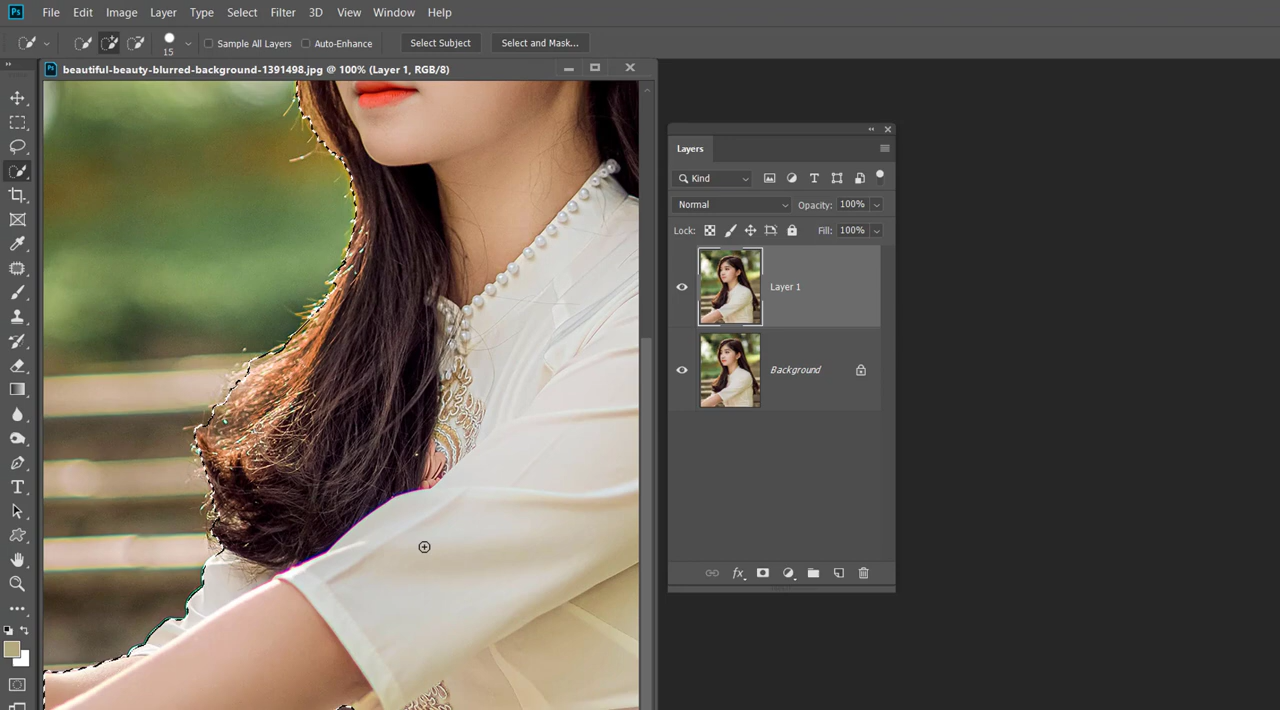 Ps File Edit Image Layer Type Select Filter 3D View Window Help
15 Sample All Layers Auto-Enhance Select Subject Select and Mask...
Ps beautiful-beauty-blurred-background-1391498.jpg @ 100% (Layer 1, RGB/8)
Layers
Kind
Normal Opacity: 100%
Lock: Fill: 100%
Layer 1
Background
fx